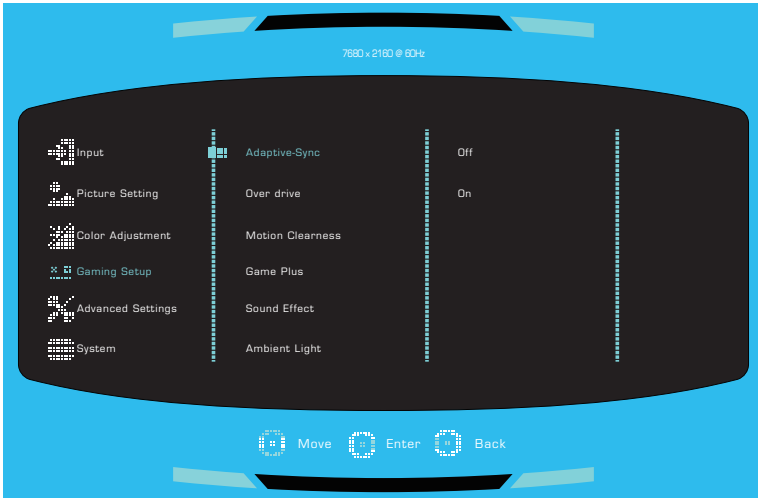 7680 x 2160 @ 60Hz
Input
Adaptive-Sync
Off
Picture Setting
Over drive
On
Color Adjustment
Motion Clearness
Gaming Setup
Game Plus
Advanced Settings
Sound Effect
System
Ambient Light
Move
Enter
Back